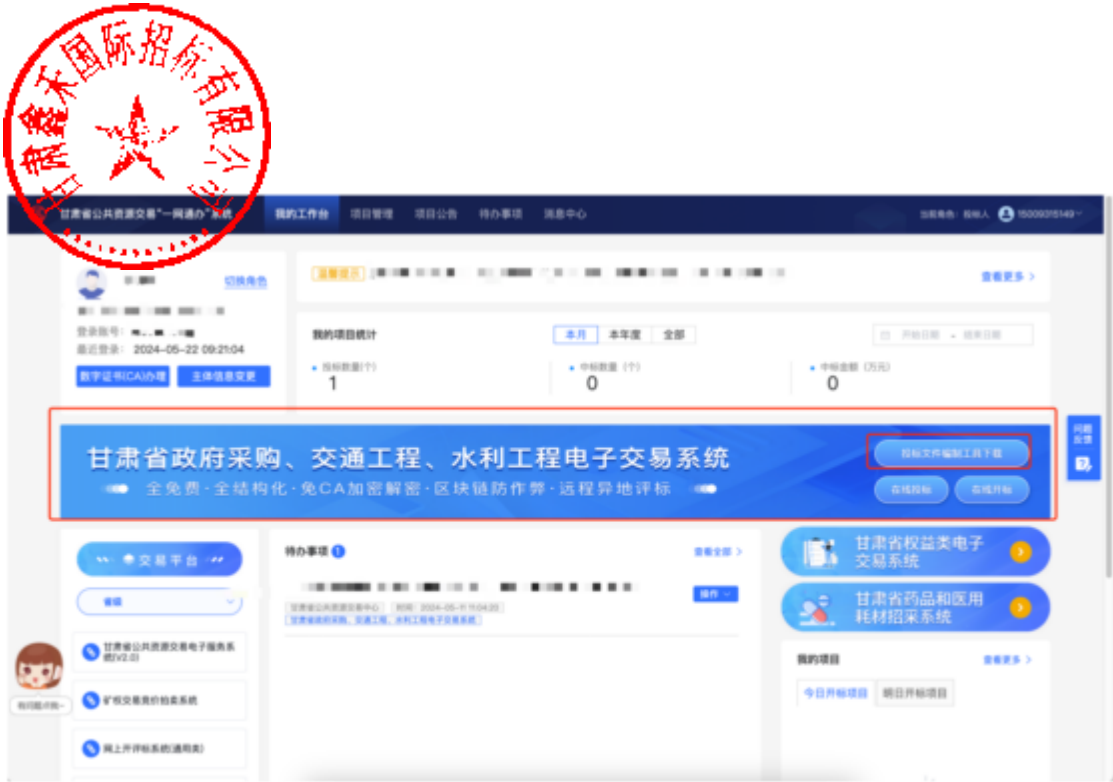 甘肃鑫禾国际招标有限公司
甘肃省公共资源交易“一网通办”系统 我的工作台 项目管理 项目公告 待办事项 消息中心 当前角色: 投标人 15009315149
切换角色
温馨提示
查看更多 >
登录账号:
最近登录: 2024-05-22 09:21:04
数字证书(CA)办理 主体信息变更
我的项目统计 本月 本年度 全部 开始日期 - 结束日期
投标数量(个) 中标数量 (个) 中标金额 (万元)
1 0 0
问题反馈
甘肃省政府采购、交通工程、水利工程电子交易系统
全免费·全结构化·免CA加密解密·区块链防作弊·远程异地评标
投标文件编制工具下载
在线投标 在线开标
交易平台
省级
甘肃省公共资源交易电子服务系
统(V2.0)
矿权交易竞价拍卖系统
网上开评标系统(通用类)
有问题点我~
待办事项 1 查看全部 >
操作
甘肃省公共资源交易中心 时间: 2024-05-11 11:04:20
甘肃省政府采购、交通工程、水利工程电子交易系统
甘肃省权益类电子
交易系统
甘肃省药品和医用
耗材招采系统
我的项目 查看更多 >
今日开标项目 明日开标项目